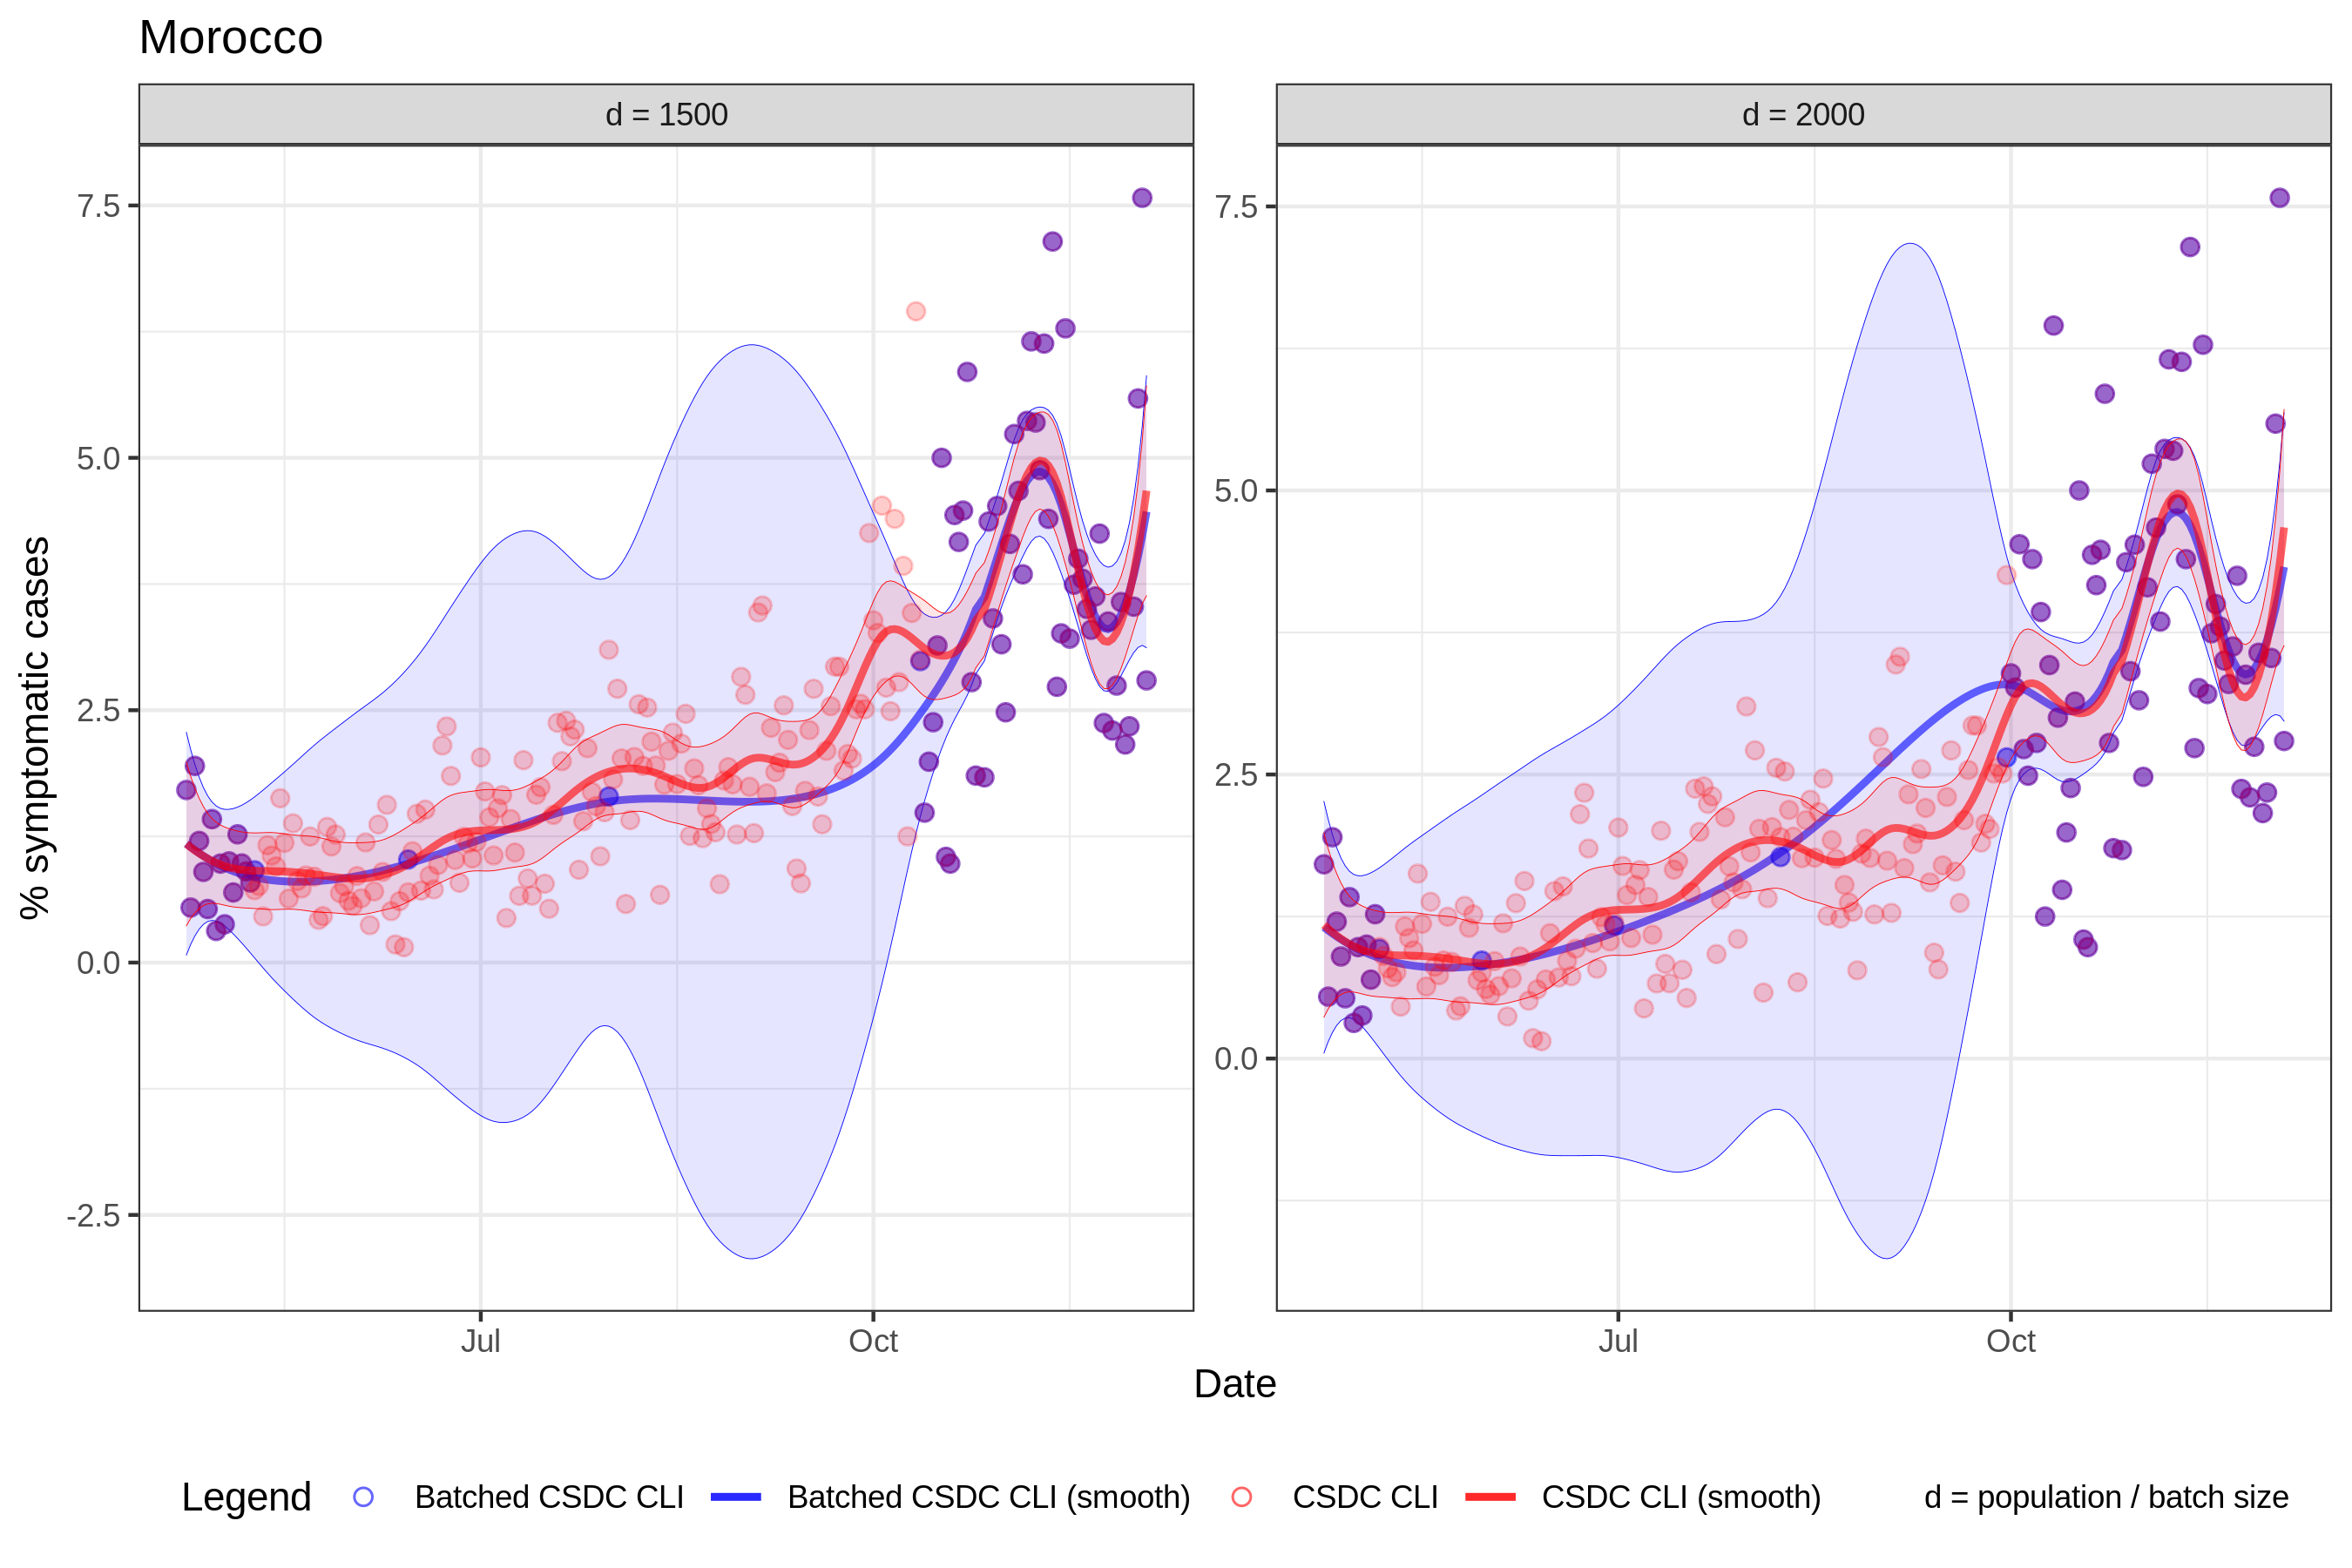 Morocco
d = 1500
d = 2000
% symptomatic cases
7.5
5.0
2.5
0.0
-2.5
7.5
5.0
2.5
0.0
Jul
Oct
Jul
Oct
Date
Legend Batched CSDC CLI Batched CSDC CLI (smooth) CSDC CLI CSDC CLI (smooth) d = population / batch size